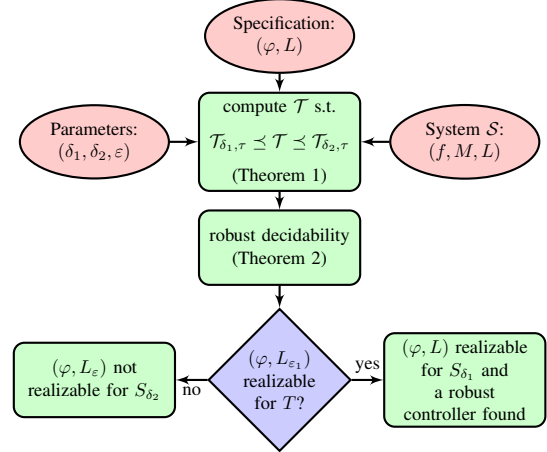 Specification:
(φ, L)
Parameters:
(δ₁, δ₂, ε)
compute 𝒯 s.t.
𝒯_{δ₁,τ} ⪯ 𝒯 ⪯ 𝒯_{δ₂,τ}
(Theorem 1)
System 𝒮:
(f, M, L)
robust decidability
(Theorem 2)
(φ, L_ε) not
realizable for S_{δ₂}
no
(φ, L_{ε₁})
realizable
for T?
yes
(φ, L) realizable
for S_{δ₁} and
a robust
controller found